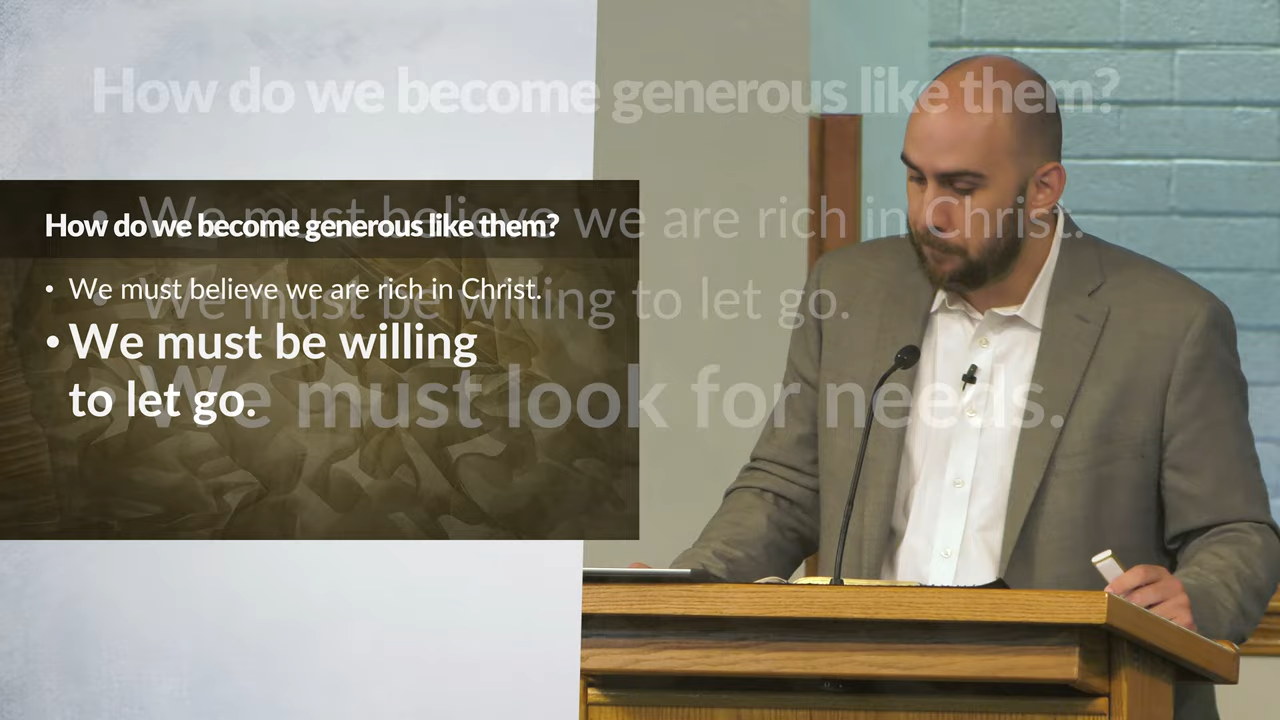 How do we become generous like them?
• We must believe we are rich in Christ.
• We must be willing to let go.
We must look for needs.
How do we become generous like them?
• We must believe we are rich in Christ.
• We must be willing
to let go.